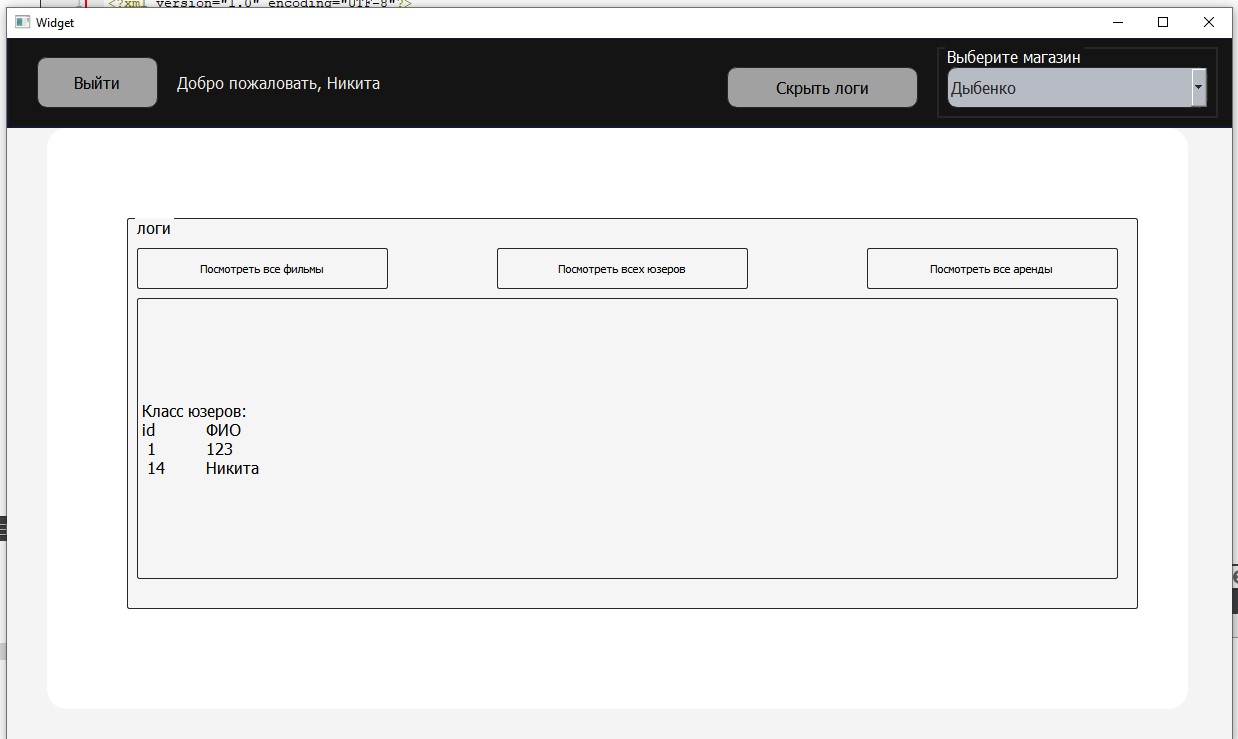 <?xml version="1.0" encoding="UTF-8"?>
Widget
Выйти
Добро пожаловать, Никита
Скрыть логи
Выберите магазин
Дыбенко
логи
Посмотреть все фильмы
Посмотреть всех юзеров
Посмотреть все аренды
Класс юзеров:
id ФИО
1 123
14 Никита